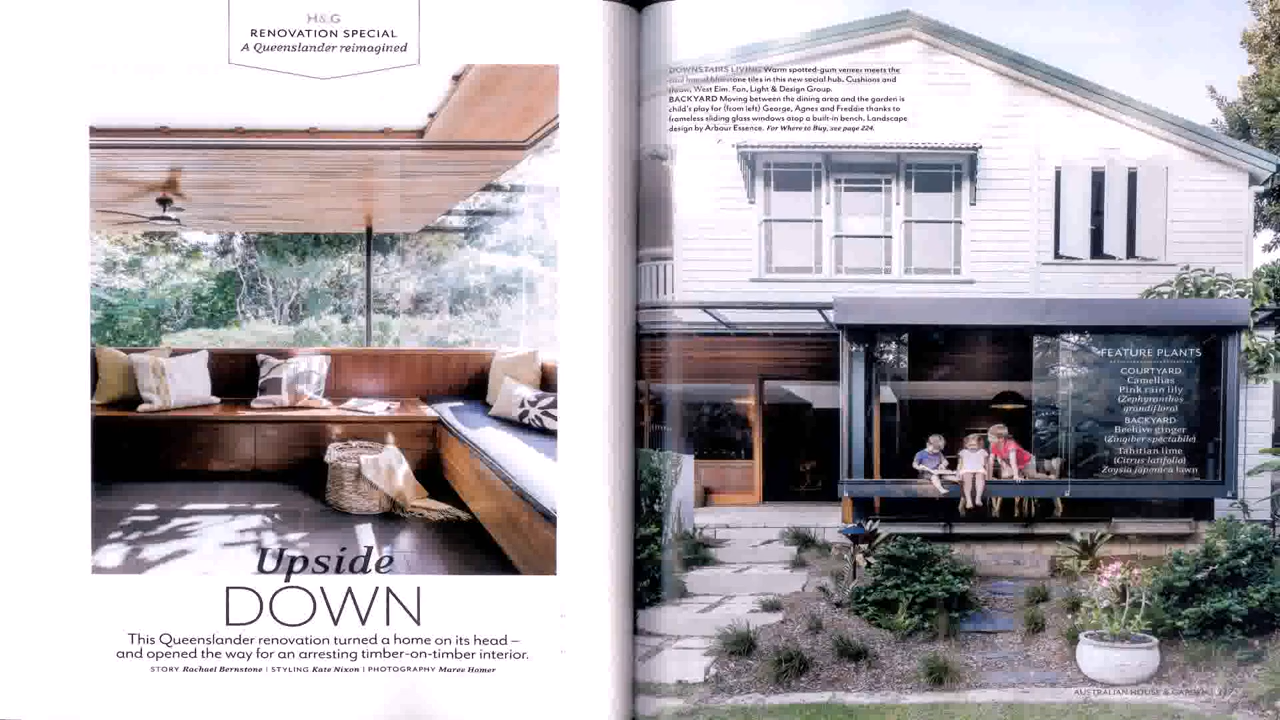 H&G
RENOVATION SPECIAL
A Queenslander reimagined
Upside
DOWN
This Queenslander renovation turned a home on its head –
and opened the way for an arresting timber-on-timber interior.
STORY Rachael Bernstone | STYLING Kate Nixon | PHOTOGRAPHY Maree Homer
DOWNSTAIRS LIVING Warm spotted-gum veneer meets the
bluestone tiles in this new social hub. Cushions and
throw, West Elm. Fan, Light & Design Group.
BACKYARD Moving between the dining area and the garden is
child's play for (from left) George, Agnes and Freddie thanks to
frameless sliding glass windows atop a built-in bench. Landscape
design by Arbour Essence. For Where to Buy, see page 224.
FEATURE PLANTS
COURTYARD
Camellias
Pink rain lily
(Zephyranthes
grandiflora)
BACKYARD
Beehive ginger
(Zingiber spectabile)
Tahitian lime
(Citrus latifolia)
Zoysia japonica lawn
AUSTRALIAN HOUSE & GARDEN